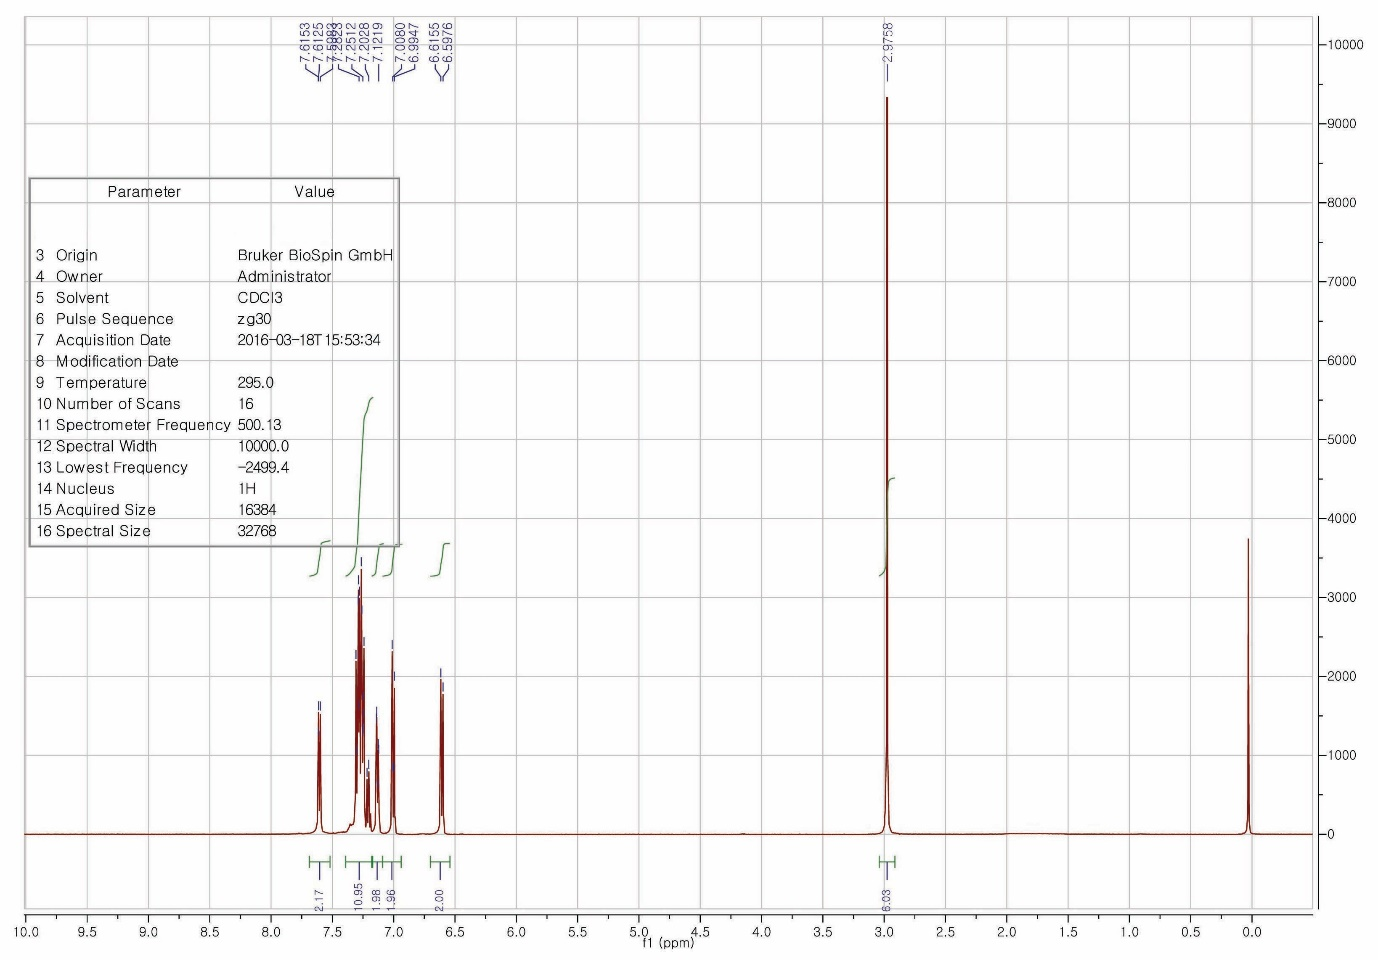 7.6153
7.6125
7.2512
7.2028
7.1219
7.0080
6.9947
6.6155
6.5976
2.9758
10000
9000
8000
7000
6000
5000
4000
3000
2000
1000
0
Parameter Value
3 Origin Bruker BioSpin GmbH
4 Owner Administrator
5 Solvent CDCl3
6 Pulse Sequence zg30
7 Acquisition Date 2016-03-18T15:53:34
8 Modification Date
9 Temperature 295.0
10 Number of Scans 16
11 Spectrometer Frequency 500.13
12 Spectral Width 10000.0
13 Lowest Frequency -2499.4
14 Nucleus 1H
15 Acquired Size 16384
16 Spectral Size 32768
2.17
10.95
1.98
1.96
2.00
6.03
10.0 9.5 9.0 8.5 8.0 7.5 7.0 6.5 6.0 5.5 5.0 4.5 4.0 3.5 3.0 2.5 2.0 1.5 1.0 0.5 0.0
f1 (ppm)